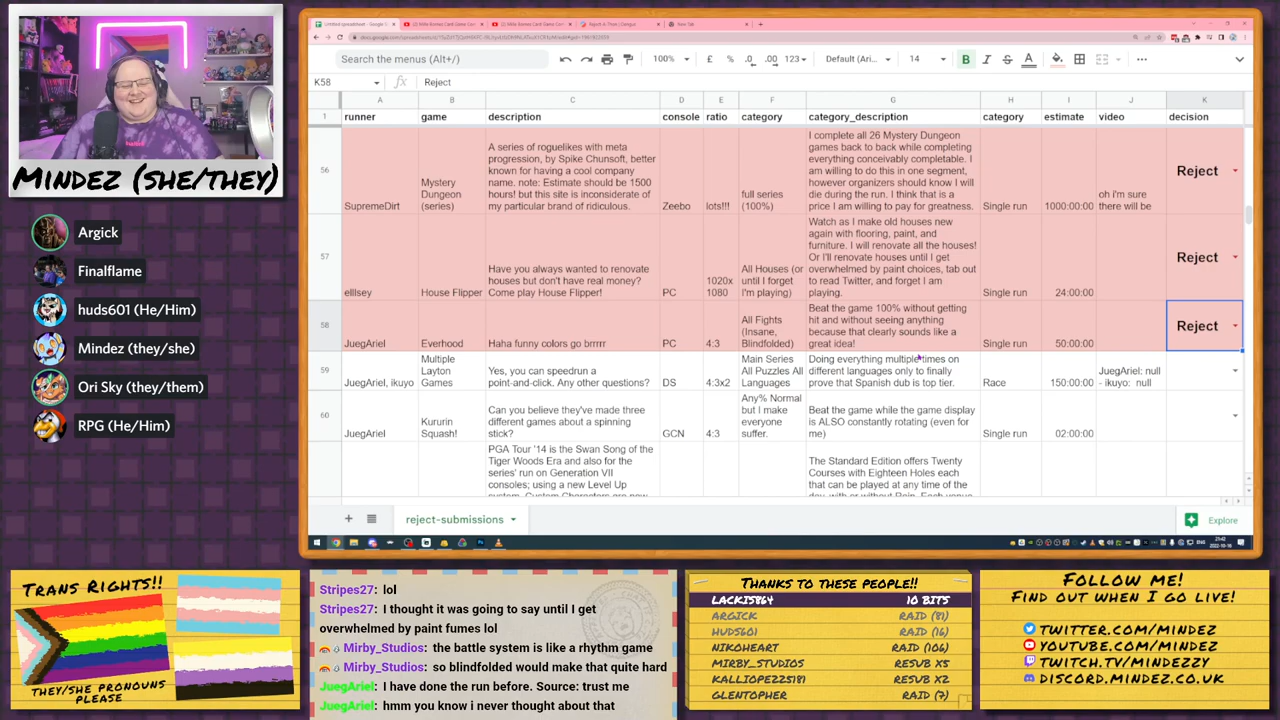 MINDEZ (SHE/THEY)
Argick
Finalflame
huds601 (He/Him)
Mindez (they/she)
Ori Sky (they/them)
RPG (He/Him)
Search the menus (Alt+/)
100%
£
%
.0
.00
123
Default (Ari...
14
B
I
S
A
K58
fx
Reject
A
B
C
D
E
F
G
H
I
J
K
1
runner
game
description
console
ratio
category
category_description
category
estimate
video
decision
56
SupremeDirt
Mystery
Dungeon
(series)
A series of roguelikes with meta
progression, by Spike Chunsoft, better
known for having a cool company
name. note: Estimate should be 1500
hours! but this site is inconsiderate of
my particular brand of ridiculous.
Zeebo
lots!!!
full series
(100%)
I complete all 26 Mystery Dungeon
games back to back while completing
everything conceivably completable. I
am willing to do this in one segment,
however organizers should know I will
die during the run. I think that is a
price I am willing to pay for greatness.
Single run
1000:00:00
oh i'm sure
there will be
Reject
57
elllsey
House Flipper
Have you always wanted to renovate
houses but don't have real money?
Come play House Flipper!
PC
1020x
1080
All Houses (or
until I forget
I'm playing)
Watch as I make old houses new
again with flooring, paint, and
furniture. I will renovate all the houses!
Or I'll renovate houses until I get
overwhelmed by paint choices, tab out
to read Twitter, and forget I am
playing.
Single run
24:00:00
Reject
58
JuegAriel
Everhood
Haha funny colors go brrrrr
PC
4:3
All Fights
(Insane,
Blindfolded)
Beat the game 100% without getting
hit and without seeing anything
because that clearly sounds like a
great idea!
Single run
50:00:00
Reject
59
JuegAriel, ikuyo
Multiple
Layton
Games
Yes, you can speedrun a
point-and-click. Any other questions?
DS
4:3x2
Main Series
All Puzzles All
Languages
Doing everything multiple times on
different languages only to finally
prove that Spanish dub is top tier.
Race
150:00:00
JuegAriel: null
- ikuyo: null
60
JuegAriel
Kururin
Squash!
Can you believe they've made three
different games about a spinning
stick?
GCN
4:3
Any% Normal
but I make
everyone
suffer.
Beat the game while the game display
is ALSO constantly rotating (even for
me)
Single run
02:00:00
PGA Tour '14 is the Swan Song of the
Tiger Woods Era and also for the
series' run on Generation VII
consoles; using a new Level Up
The Standard Edition offers Twenty
Courses with Eighteen Holes each
that can be played at any time of the
reject-submissions
Explore
21:42
2022-10-10
TRANS RIGHTS!!
THEY/SHE PRONOUNS
PLEASE
Stripes27: lol
Stripes27: I thought it was going to say until I get
overwhelmed by paint fumes lol
Mirby_Studios: the battle system is like a rhythm game
Mirby_Studios: so blindfolded would make that quite hard
JuegAriel: I have done the run before. Source: trust me
JuegAriel: hmm you know i never thought about that
THANKS TO THESE PEOPLE!!
LACKIS864 10 BITS
ARGICK RAID (81)
HUDS601 RAID (16)
NIKOHEART RAID (106)
MIRBY_STUDIOS RESUB X5
KALLIOPEZZS181 RESUB X2
GLENTOPPER RAID (7)
FOLLOW ME!
FIND OUT WHEN I GO LIVE!
TWITTER.COM/MINDEZ
YOUTUBE.COM/MINDEZ
TWITCH.TV/MINDEZZY
DISCORD.MINDEZ.CO.UK